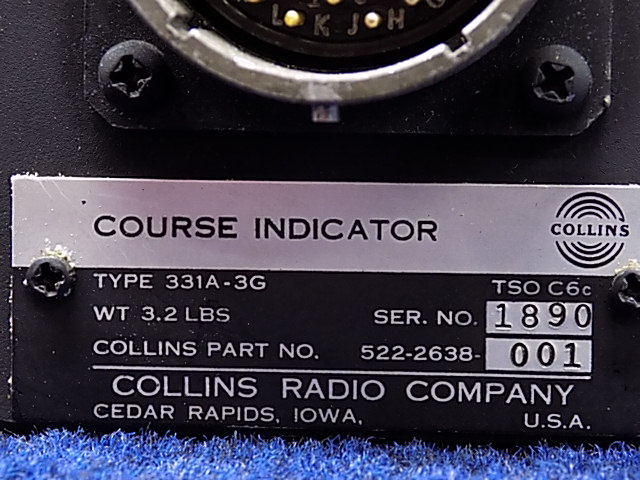 L K J H
COURSE INDICATOR
COLLINS
TYPE 331A-3G
TSO C6c
WT 3.2 LBS
SER. NO. 1890
COLLINS PART NO. 522-2638-001
COLLINS RADIO COMPANY
CEDAR RAPIDS, IOWA, U.S.A.